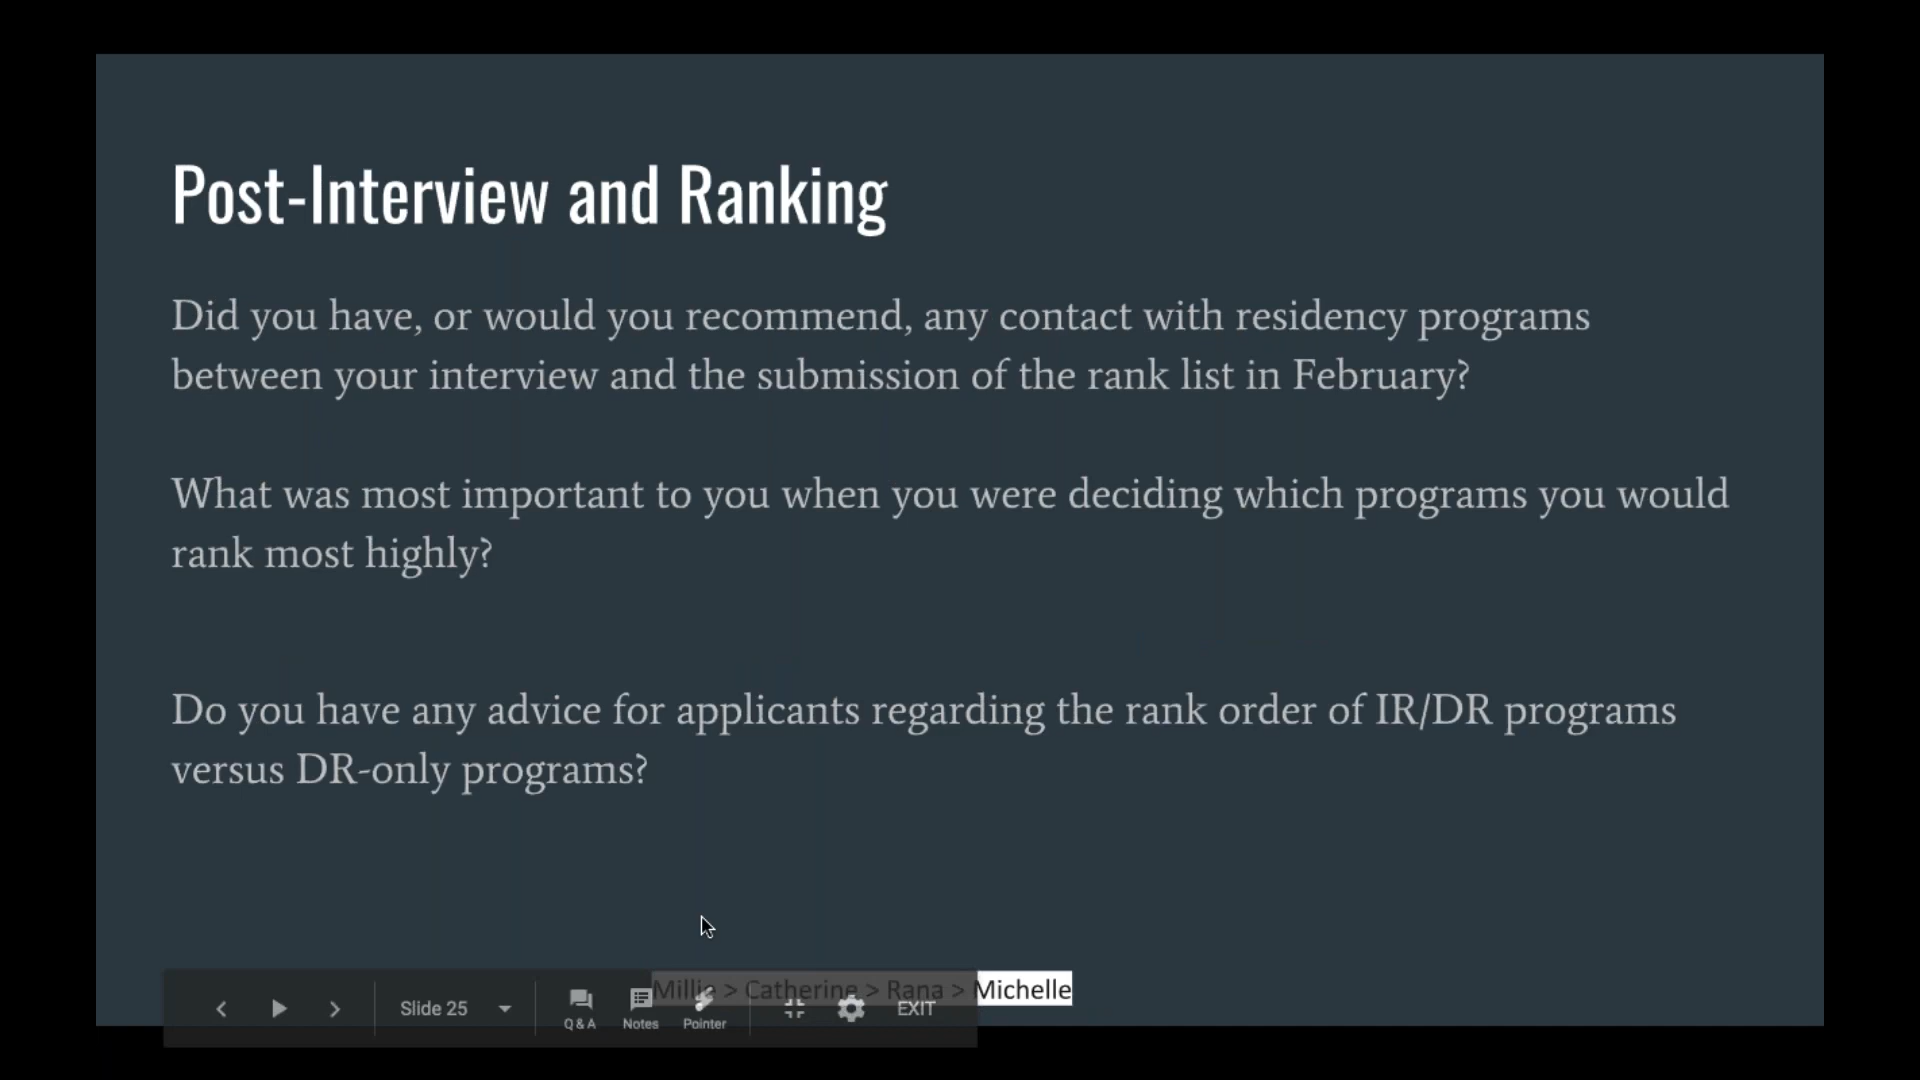 Post-Interview and Ranking
Did you have, or would you recommend, any contact with residency programs
between your interview and the submission of the rank list in February?
What was most important to you when you were deciding which programs you would
rank most highly?
Do you have any advice for applicants regarding the rank order of IR/DR programs
versus DR-only programs?
Millie > Catherine > Rana > Michelle
Slide 25
Q & A
Notes
Pointer
EXIT